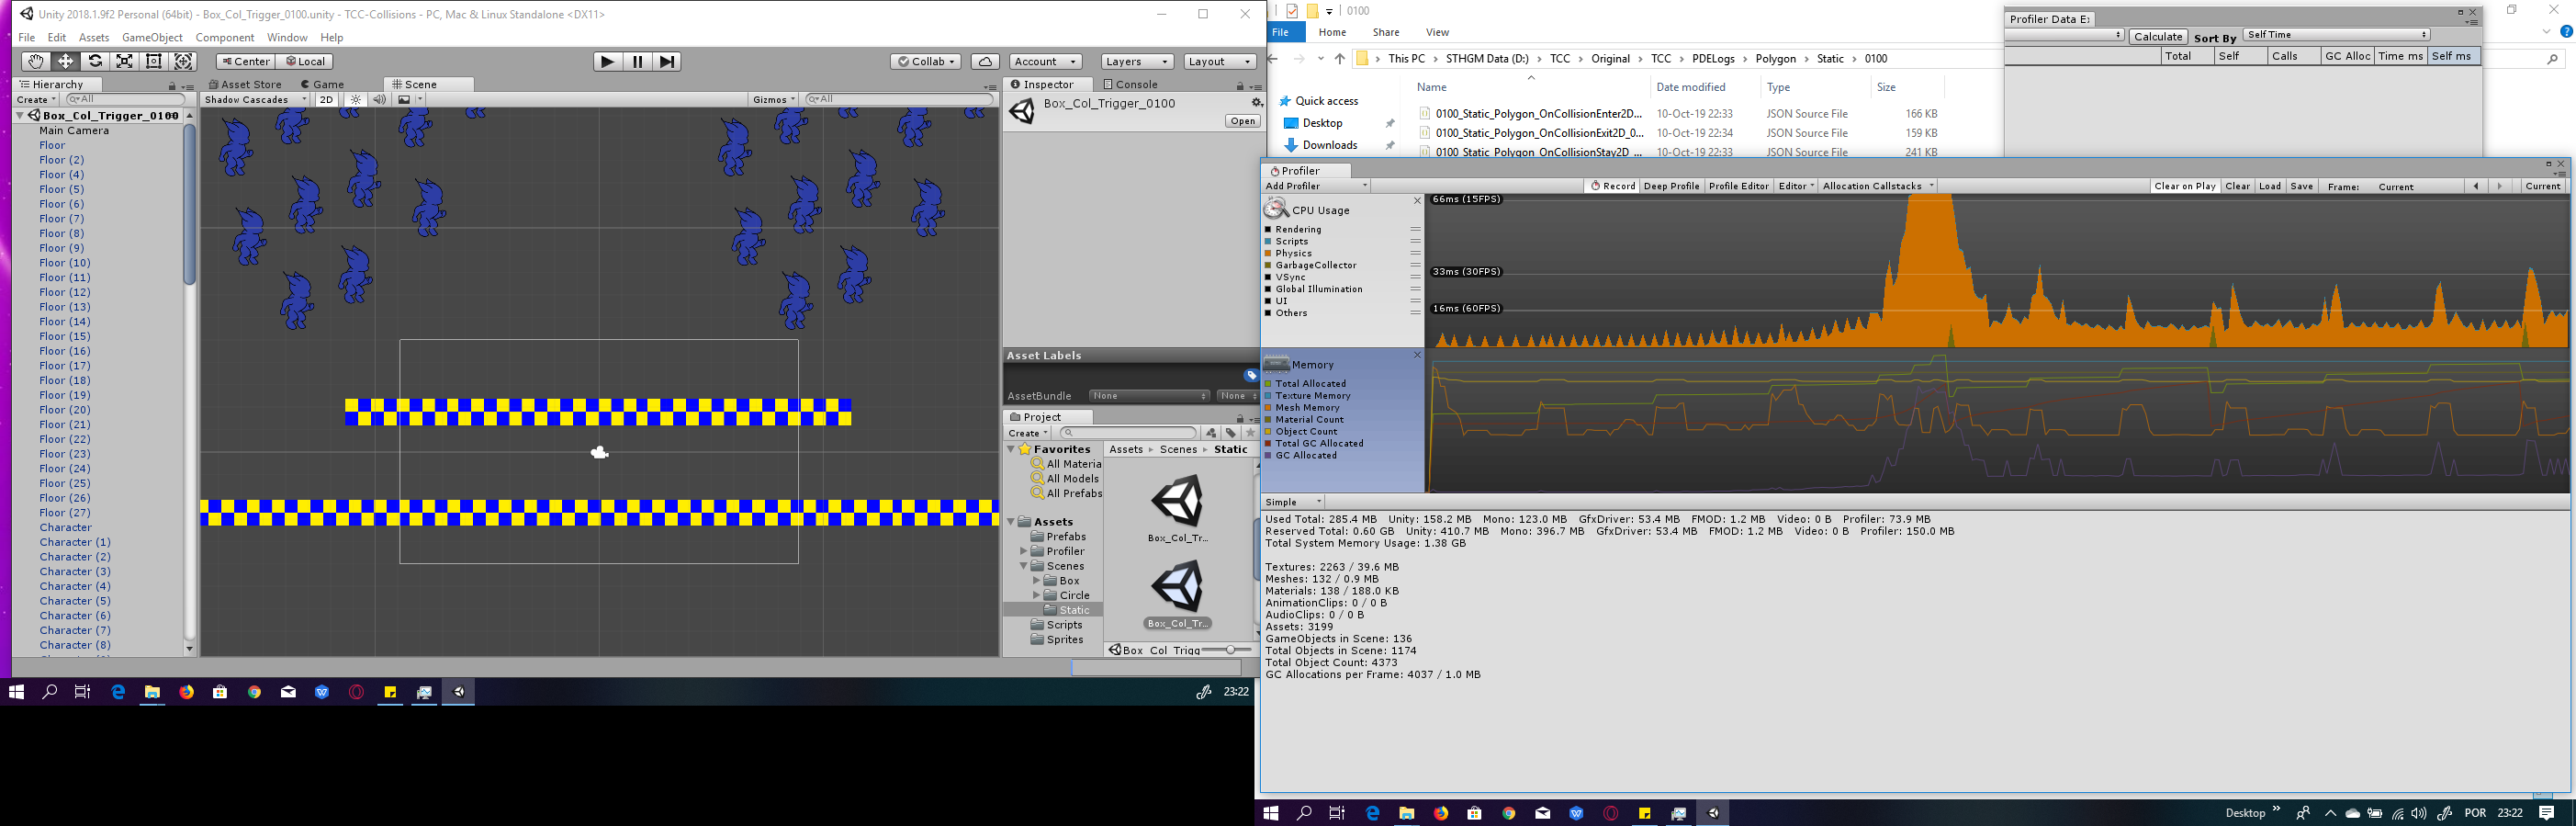 Unity 2018.1.9f2 Personal (64bit) - Box_Col_Trigger_0100.unity - TCC-Collisions - PC, Mac & Linux Standalone <DX11>
File Edit Assets GameObject Component Window Help
Center Local Collab Account Layers Layout
Hierarchy Asset Store Game Scene
Create All Shadow Cascades 2D Gizmos All
Box_Col_Trigger_0100
Main Camera
Floor
Floor (2)
Floor (4)
Floor (5)
Floor (6)
Floor (7)
Floor (8)
Floor (9)
Floor (10)
Floor (11)
Floor (12)
Floor (13)
Floor (14)
Floor (15)
Floor (16)
Floor (17)
Floor (18)
Floor (19)
Floor (20)
Floor (21)
Floor (22)
Floor (23)
Floor (24)
Floor (25)
Floor (26)
Floor (27)
Character
Character (1)
Character (2)
Character (3)
Character (4)
Character (5)
Character (6)
Character (7)
Character (8)
Inspector Console
Box_Col_Trigger_0100
Open
Asset Labels
AssetBundle None None
Project
Create
Favorites
All Materia
All Models
All Prefabs
Assets
Prefabs
Profiler
Scenes
Box
Circle
Static
Scripts
Sprites
Assets Scenes Static
Box_Col_Tr...
Box_Col_Tr...
Box Col Trigg
23:22
0100
File Home Share View
This PC STHGM Data (D:) TCC Original TCC PDELogs Polygon Static 0100
Quick access
Desktop
Downloads
Name Date modified Type Size
0100_Static_Polygon_OnCollisionEnter2D... 10-Oct-19 22:33 JSON Source File 166 KB
0100_Static_Polygon_OnCollisionExit2D_0... 10-Oct-19 22:34 JSON Source File 159 KB
0100_Static_Polygon_OnCollisionStay2D_... 10-Oct-19 22:33 JSON Source File 241 KB
Profiler Data E
Calculate Sort By Self Time
Total Self Calls GC Alloc Time ms Self ms
Profiler
Add Profiler Record Deep Profile Profile Editor Editor Allocation Callstacks Clear on Play Clear Load Save Frame: Current Current
CPU Usage
Rendering
Scripts
Physics
GarbageCollector
VSync
Global Illumination
UI
Others
66ms (15FPS)
33ms (30FPS)
16ms (60FPS)
Memory
Total Allocated
Texture Memory
Mesh Memory
Material Count
Object Count
Total GC Allocated
GC Allocated
Simple
Used Total: 285.4 MB Unity: 158.2 MB Mono: 123.0 MB GfxDriver: 53.4 MB FMOD: 1.2 MB Video: 0 B Profiler: 73.9 MB
Reserved Total: 0.60 GB Unity: 410.7 MB Mono: 396.7 MB GfxDriver: 53.4 MB FMOD: 1.2 MB Video: 0 B Profiler: 150.0 MB
Total System Memory Usage: 1.38 GB
Textures: 2263 / 39.6 MB
Meshes: 132 / 0.9 MB
Materials: 138 / 188.0 KB
AnimationClips: 0 / 0 B
AudioClips: 0 / 0 B
Assets: 3199
GameObjects in Scene: 136
Total Objects in Scene: 1174
Total Object Count: 4373
GC Allocations per Frame: 4037 / 1.0 MB
Desktop POR 23:22